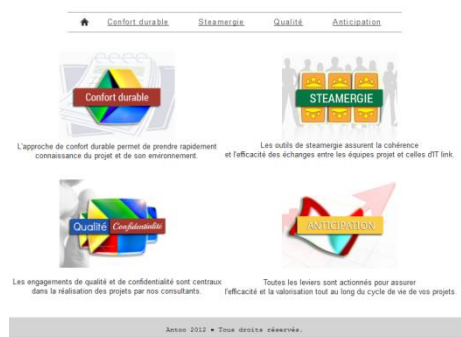 Confort durable Steamergie Qualité Anticipation
Confort durable
STEAMERGIE
L'approche de confort durable permet de prendre rapidement
connaissance du projet et de son environnement.
Les outils de steamergie assurent la cohérence
et l'efficacité des échanges entre les équipes projet et celles d'IT link.
Qualité Confidentialité
ANTICIPATION
Les engagements de qualité et de confidentialité sont centraux
dans la réalisation des projets par nos consultants.
Toutes les leviers sont actionnés pour assurer
l'efficacité et la valorisation tout au long du cycle de vie de vos projets.
Anton 2012 • Tous droits réservés.